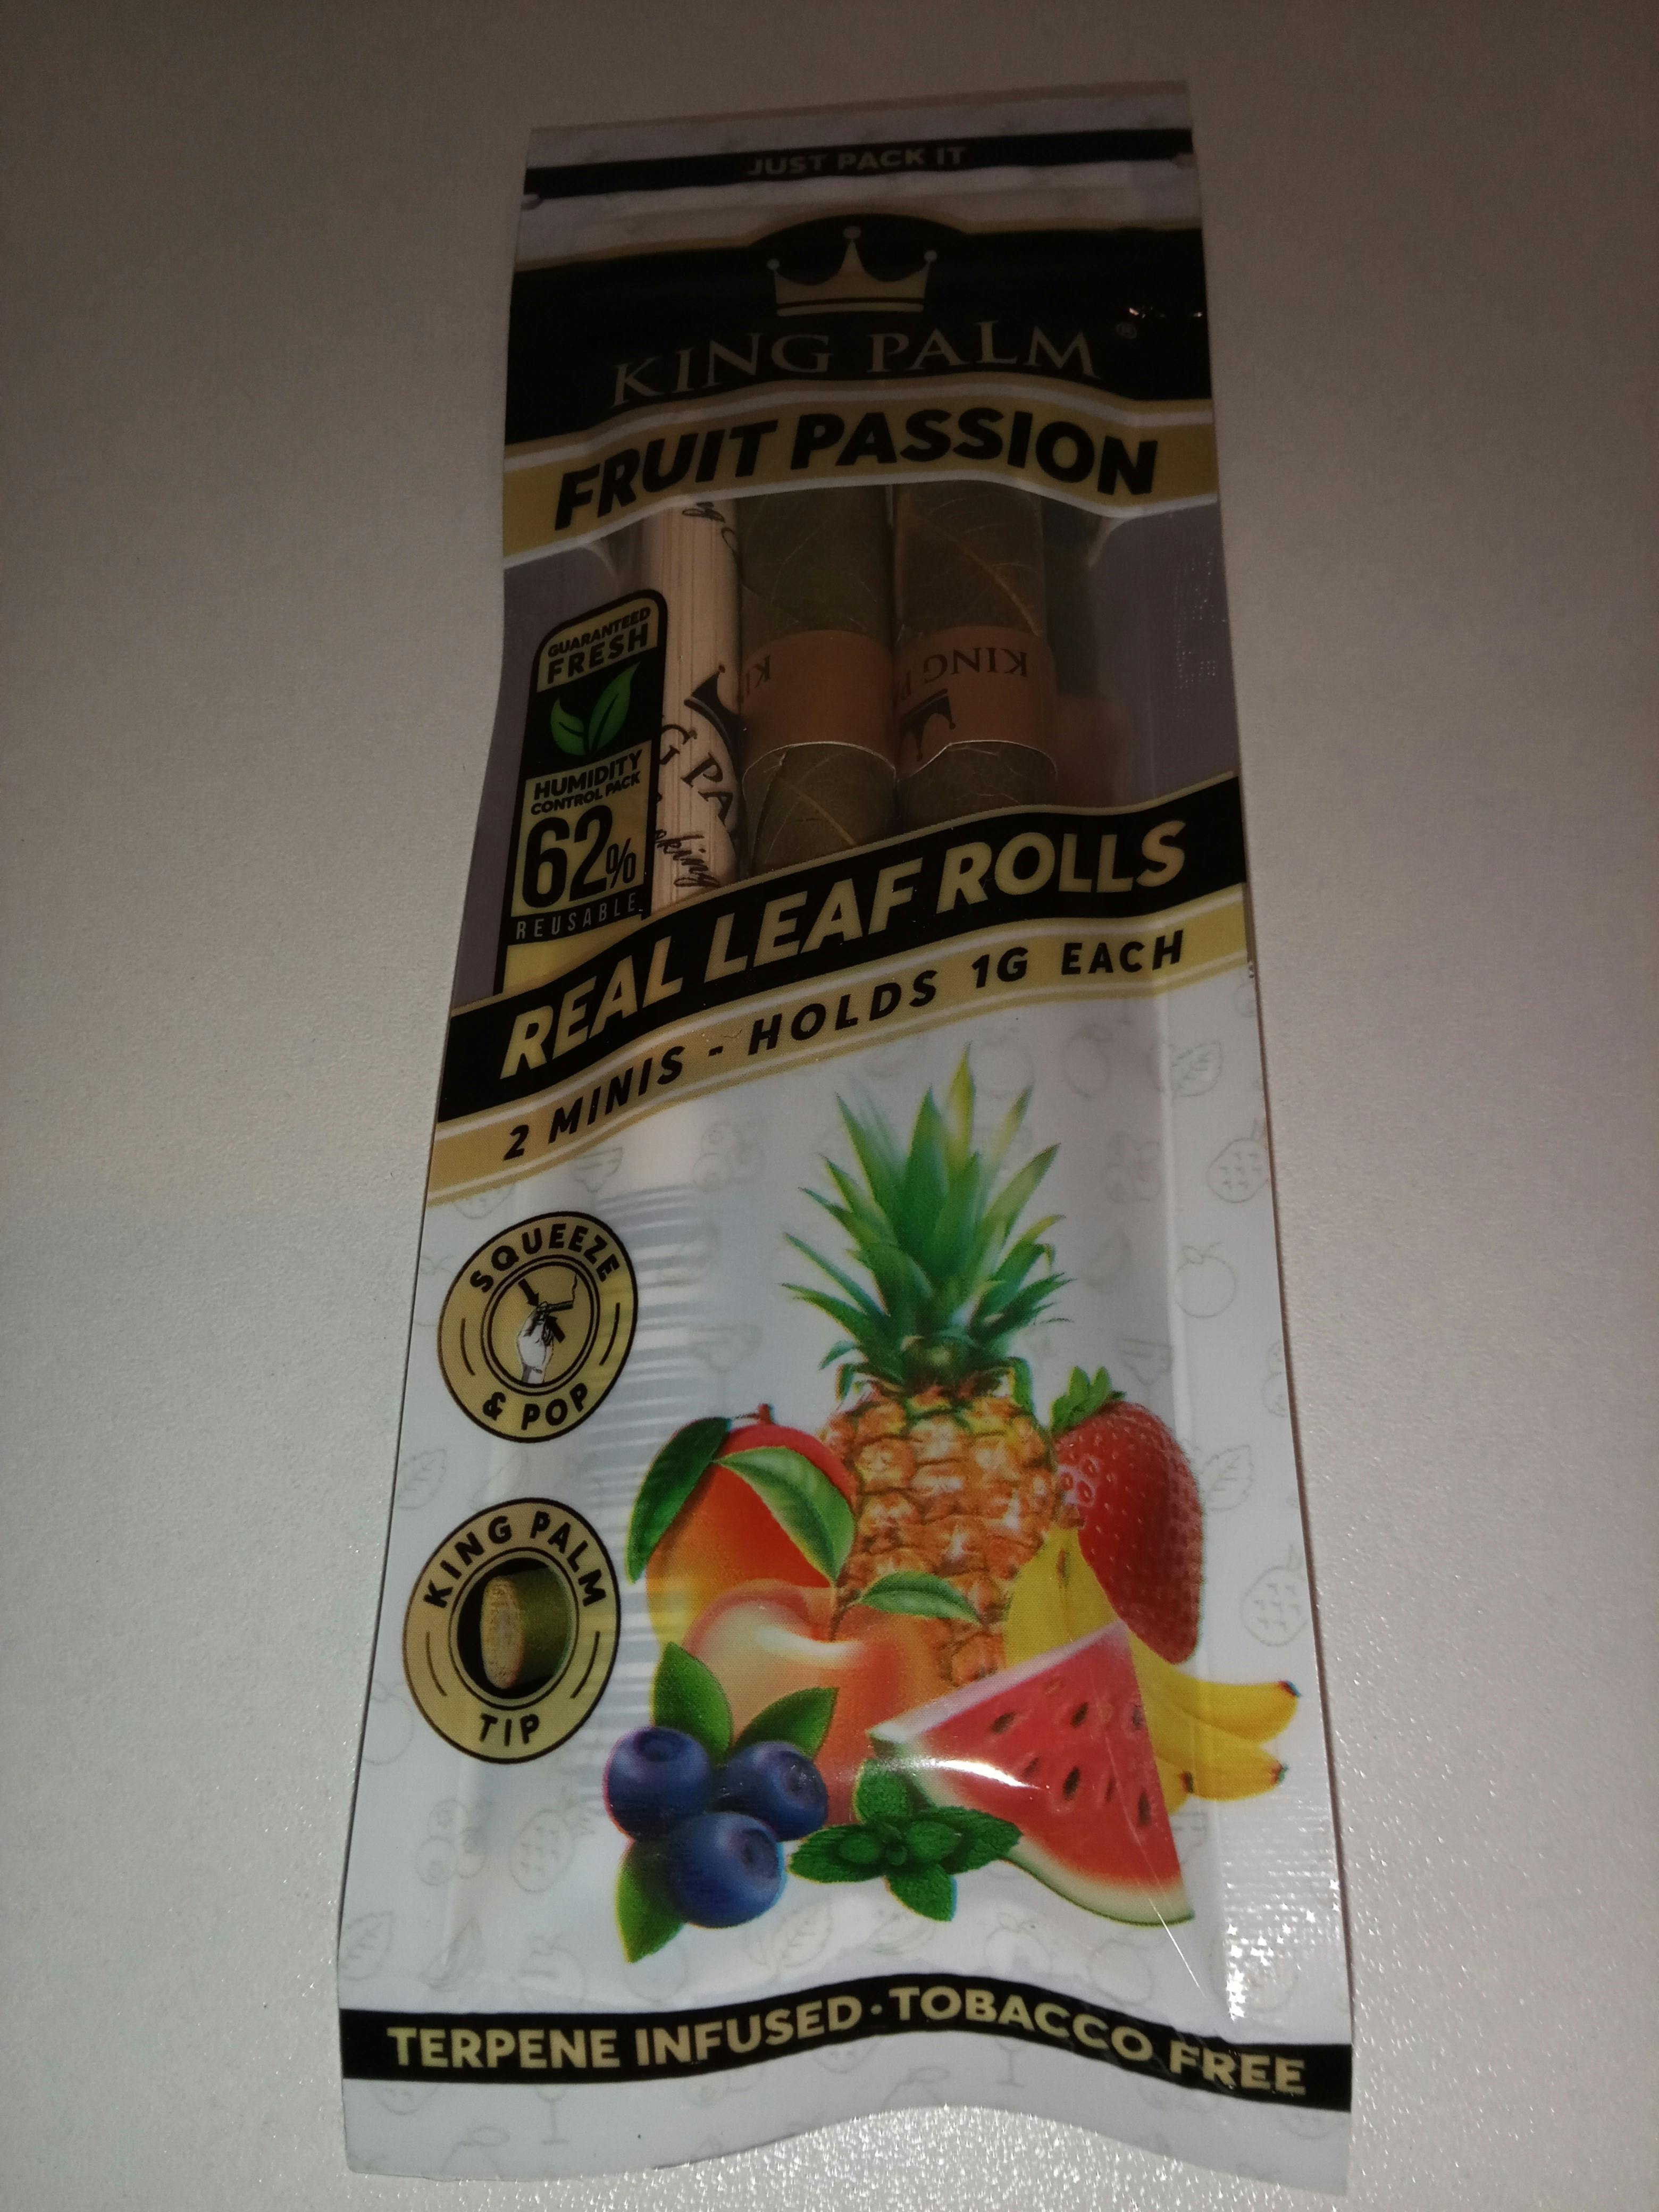 JUST PACK IT
KING PALM®
FRUIT PASSION
GUARANTEED
FRESH
HUMIDITY
CONTROL PACK
62%
REUSABLE
KING
REAL LEAF ROLLS
2 MINIS - HOLDS 1G EACH
SQUEEZE
& POP
KING PALM
TIP
TERPENE INFUSED · TOBACCO FREE